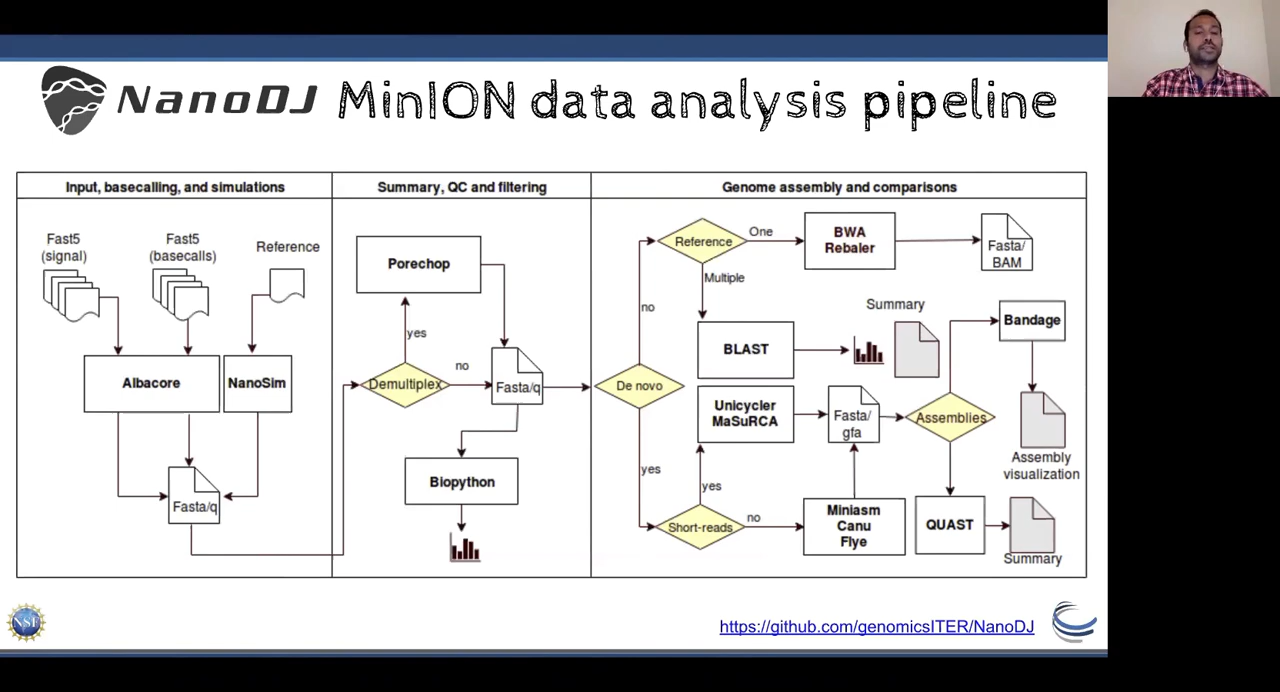 NanoDJ MinION data analysis pipeline
Input, basecalling, and simulations
Summary, QC and filtering
Genome assembly and comparisons
Fast5
(signal)
Fast5
(basecalls)
Reference
Albacore
NanoSim
Fasta/q
Porechop
yes
Demultiplex
no
Fasta/q
Biopython
Reference
One
BWA
Rebaler
Fasta/
BAM
Multiple
no
BLAST
Summary
Bandage
De novo
Unicycler
MaSuRCA
Fasta/
gfa
Assemblies
Assembly
visualization
yes
yes
Short-reads
no
Miniasm
Canu
Flye
QUAST
Summary
NSF
https://github.com/genomicsITER/NanoDJ